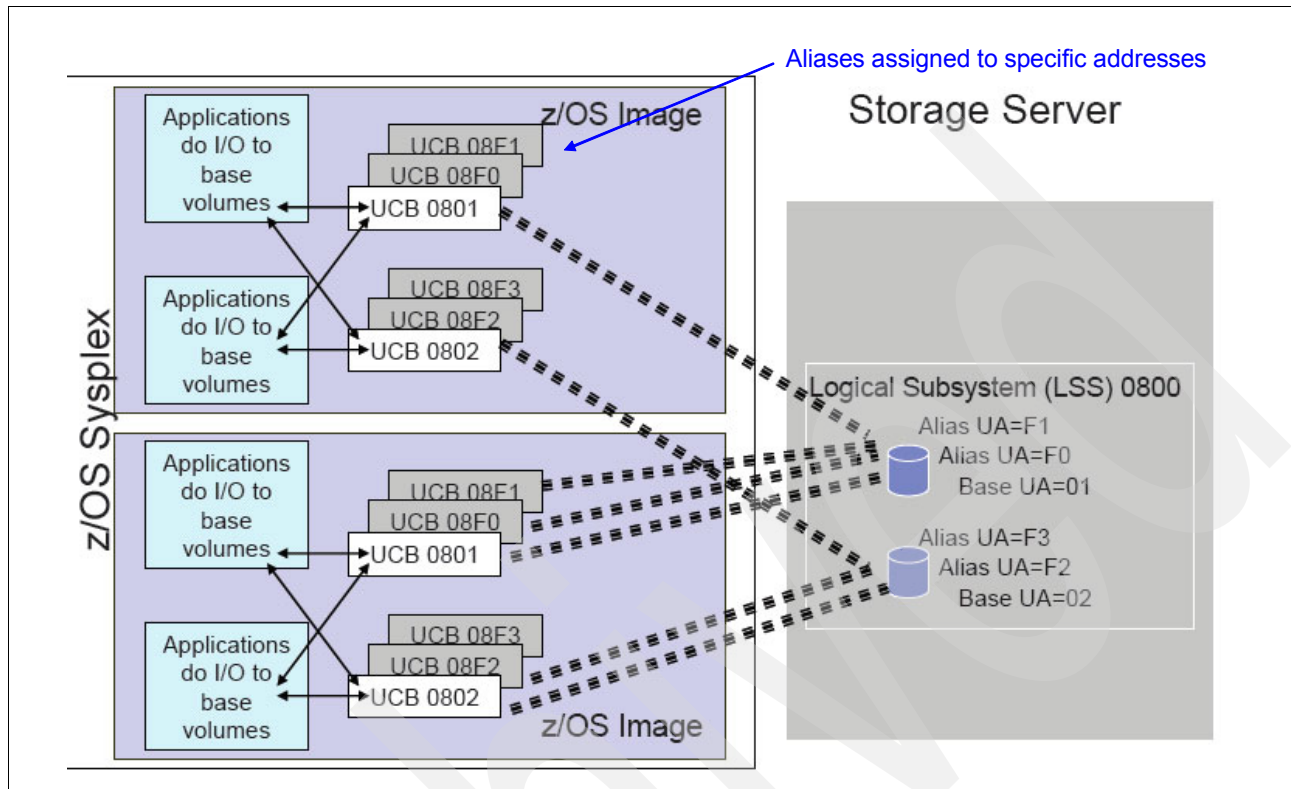 Aliases assigned to specific addresses
z/OS Sysplex
z/OS Image
Applications
do I/O to
base
volumes
UCB 08F1
UCB 08F0
UCB 0801
Applications
do I/O to
base
volumes
UCB 08F3
UCB 08F2
UCB 0802
Applications
do I/O to
base
volumes
UCB 08F1
UCB 08F0
UCB 0801
Applications
do I/O to
base
volumes
UCB 08F3
UCB 08F2
UCB 0802
z/OS Image
Storage Server
Logical Subsystem (LSS) 0800
Alias UA=F1
Alias UA=F0
Base UA=01
Alias UA=F3
Alias UA=F2
Base UA=02